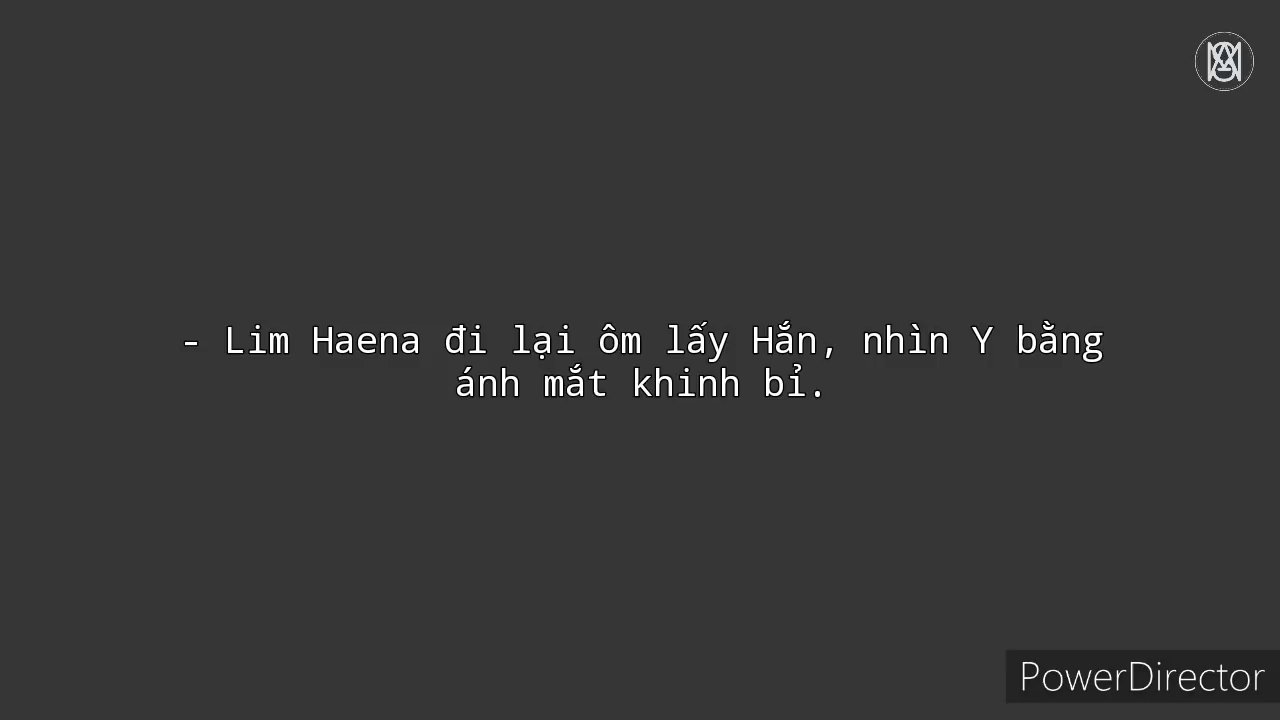 - Lim Haena đi lại ôm lấy Hắn, nhìn Y bằng
ánh mắt khinh bỉ.
PowerDirector